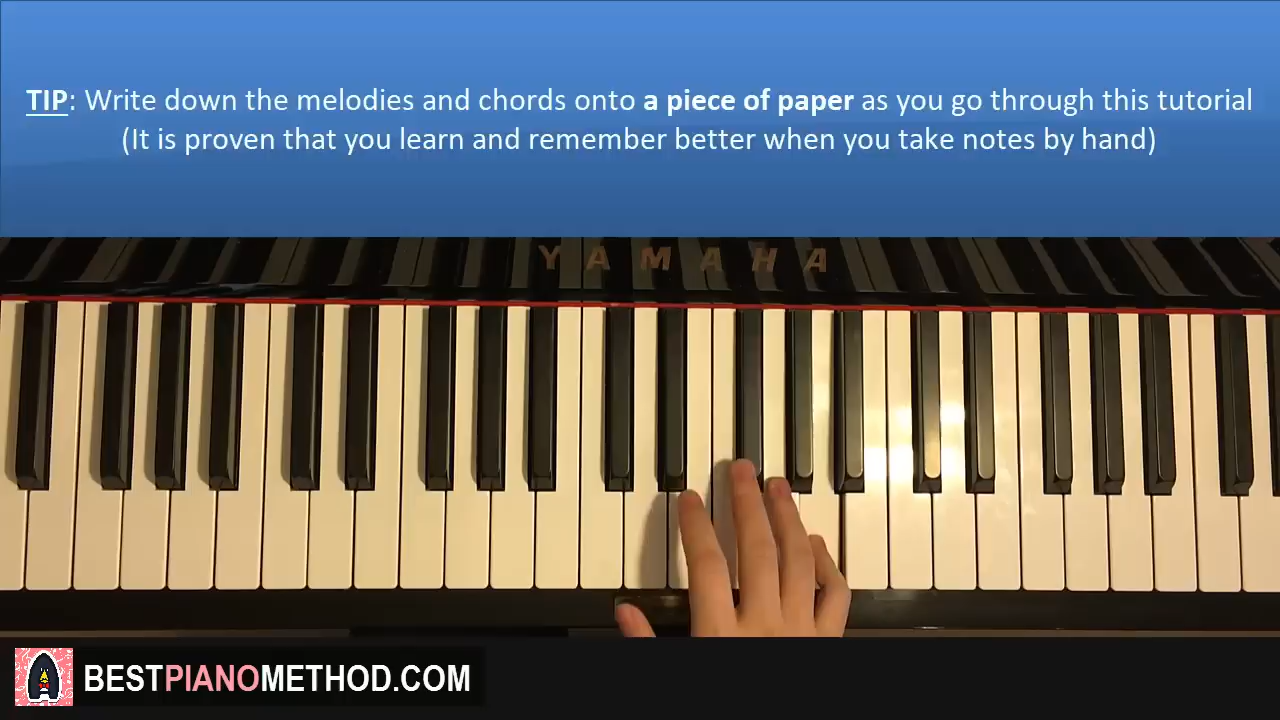 TIP: Write down the melodies and chords onto a piece of paper as you go through this tutorial
(It is proven that you learn and remember better when you take notes by hand)
YAMAHA
BESTPIANOMETHOD.COM